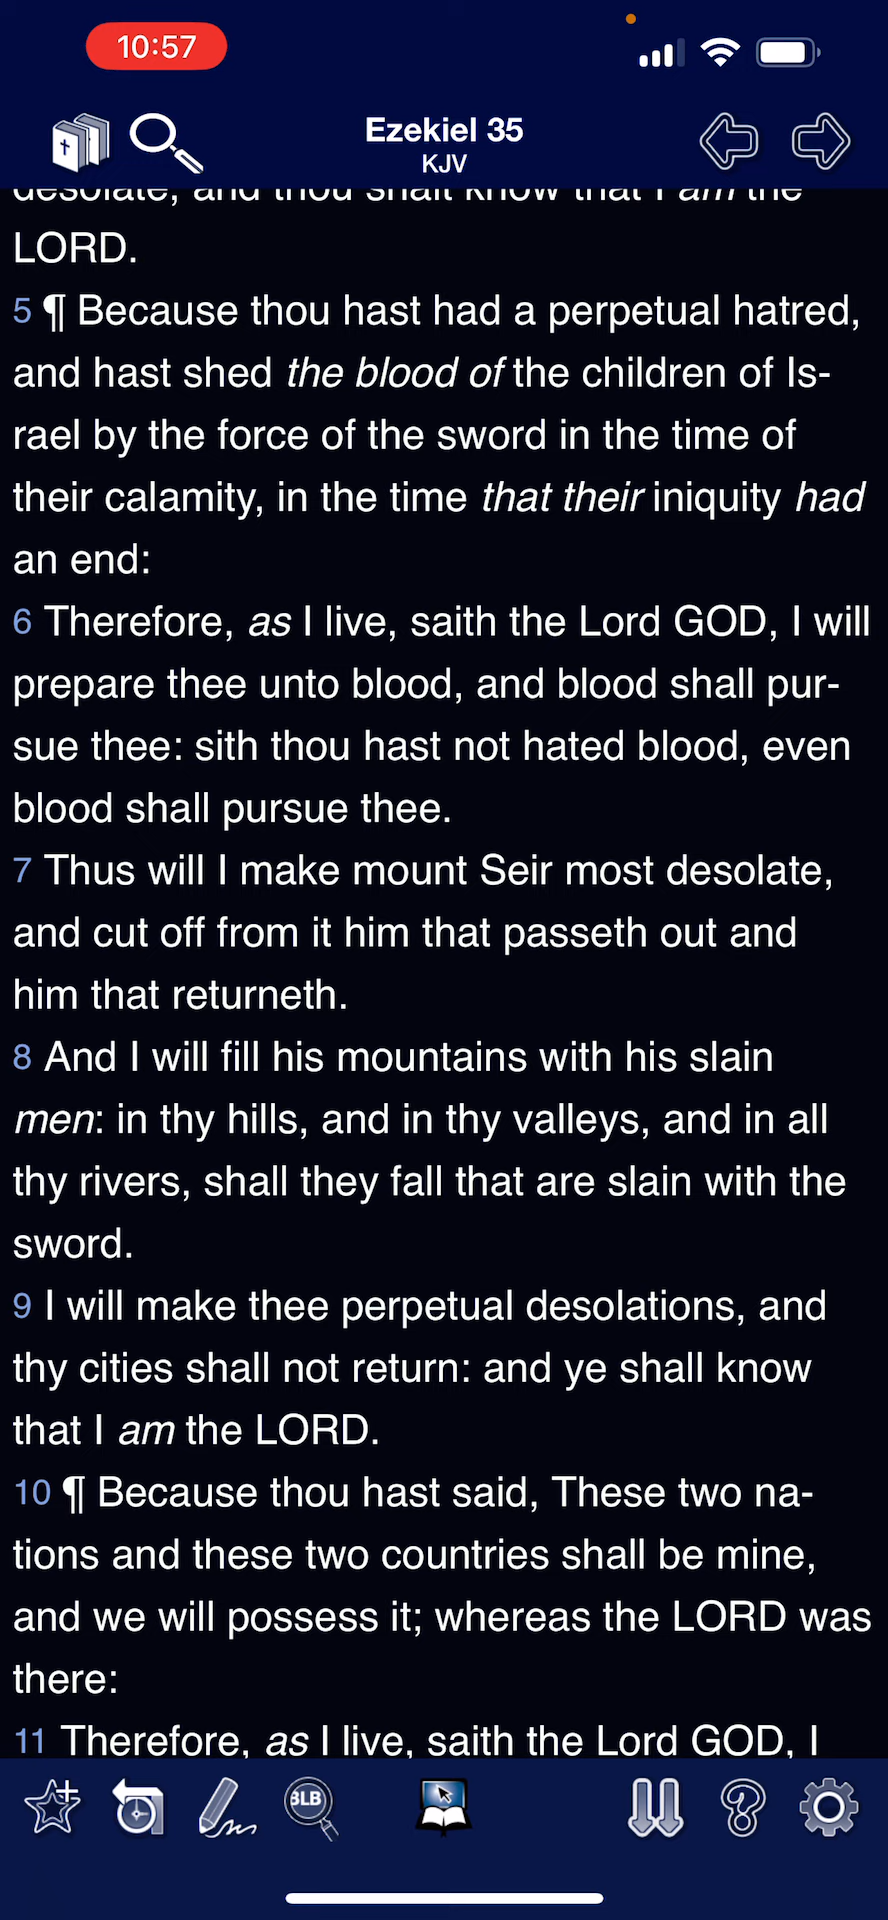 10:57
Ezekiel 35
KJV
desolate, and thou shalt know that I am the
LORD.
5 ¶ Because thou hast had a perpetual hatred,
and hast shed the blood of the children of Is-
rael by the force of the sword in the time of
their calamity, in the time that their iniquity had
an end:
6 Therefore, as I live, saith the Lord GOD, I will
prepare thee unto blood, and blood shall pur-
sue thee: sith thou hast not hated blood, even
blood shall pursue thee.
7 Thus will I make mount Seir most desolate,
and cut off from it him that passeth out and
him that returneth.
8 And I will fill his mountains with his slain
men: in thy hills, and in thy valleys, and in all
thy rivers, shall they fall that are slain with the
sword.
9 I will make thee perpetual desolations, and
thy cities shall not return: and ye shall know
that I am the LORD.
10 ¶ Because thou hast said, These two na-
tions and these two countries shall be mine,
and we will possess it; whereas the LORD was
there:
11 Therefore, as I live, saith the Lord GOD, I
BLB